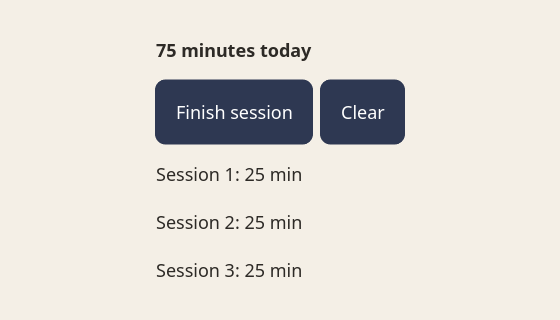 75 minutes today
Finish session Clear
Session 1: 25 min
Session 2: 25 min
Session 3: 25 min